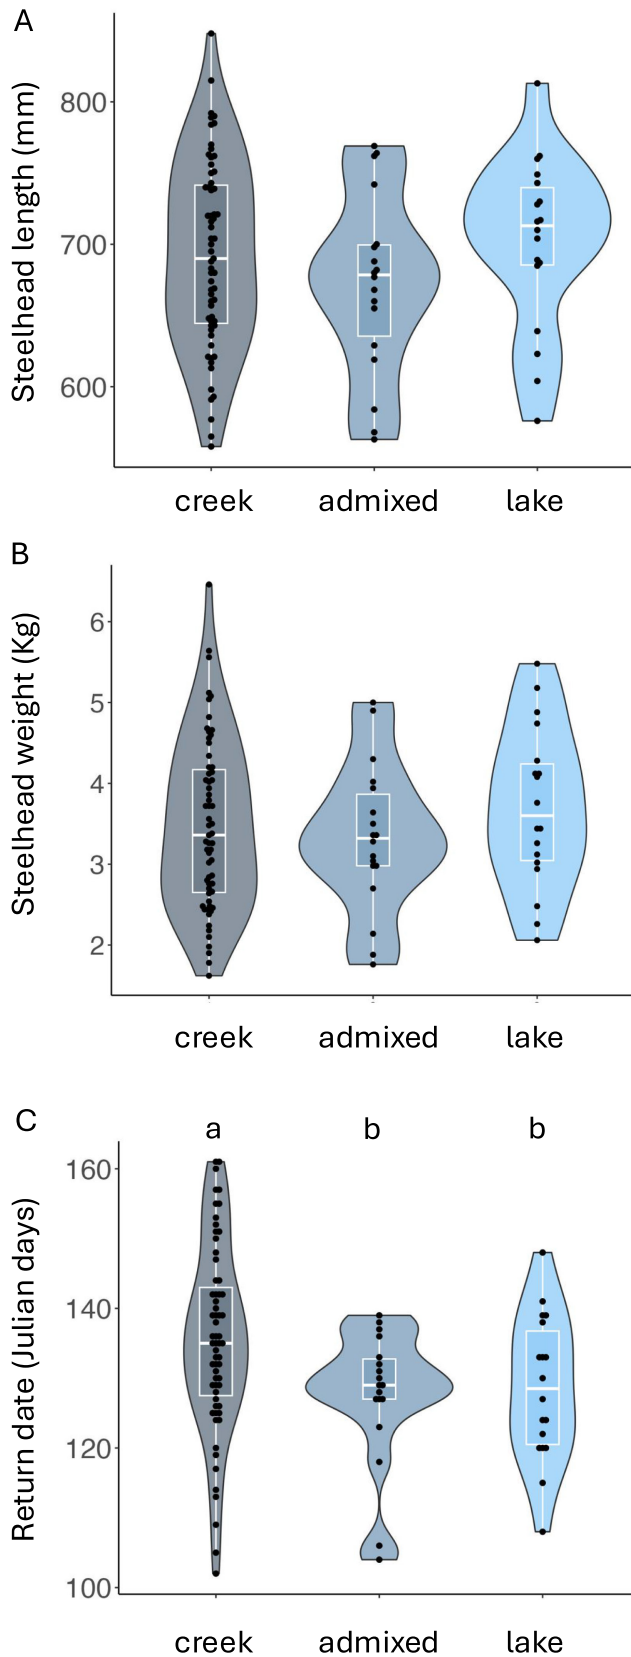 A
Steelhead length (mm)
800
700
600
creek admixed lake
B
Steelhead weight (Kg)
6
5
4
3
2
creek admixed lake
C
a b b
Return date (Julian days)
160
140
120
100
creek admixed lake